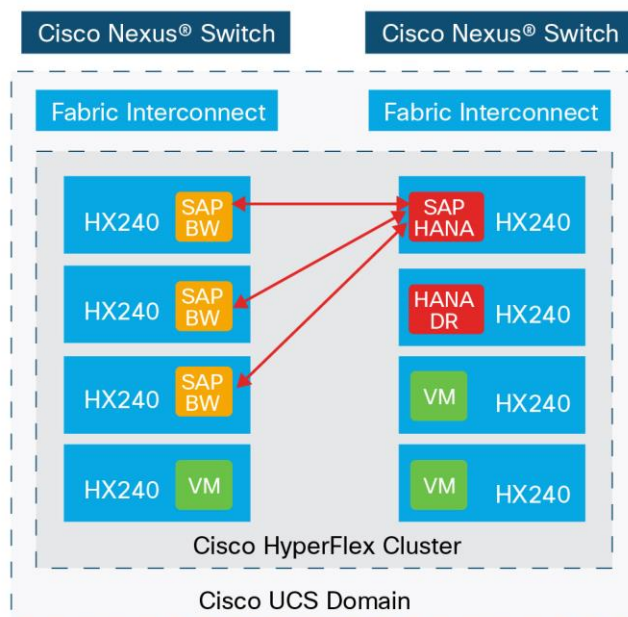 Cisco Nexus® Switch
Cisco Nexus® Switch
Fabric Interconnect
Fabric Interconnect
HX240
SAP
BW
SAP
HANA
HX240
HX240
SAP
BW
HANA
DR
HX240
HX240
SAP
BW
VM
HX240
HX240
VM
VM
HX240
Cisco HyperFlex Cluster
Cisco UCS Domain